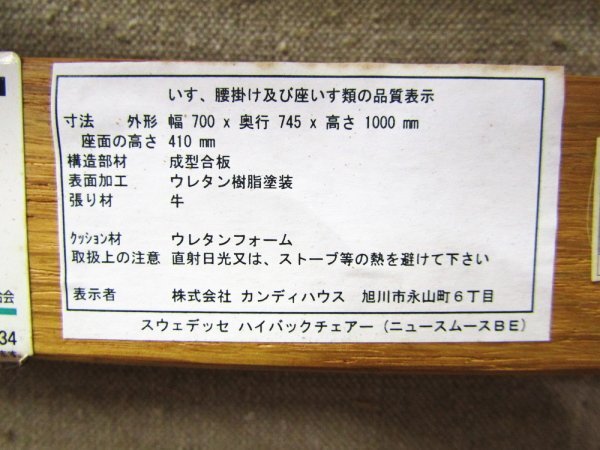 いす、腰掛け及び座いす類の品質表示
寸法 外形 幅 700 x 奥行 745 x 高さ 1000 mm
座面の高さ 410 mm
構造部材 成型合板
表面加工 ウレタン樹脂塗装
張り材 牛
ｸｯｼｮﾝ材 ウレタンフォーム
取扱上の注意 直射日光又は、ストーブ等の熱を避けて下さい
表示者 株式会社 カンディハウス 旭川市永山町６丁目
スウェデッセ ハイバックチェアー（ニュースムースＢＥ）
会
34